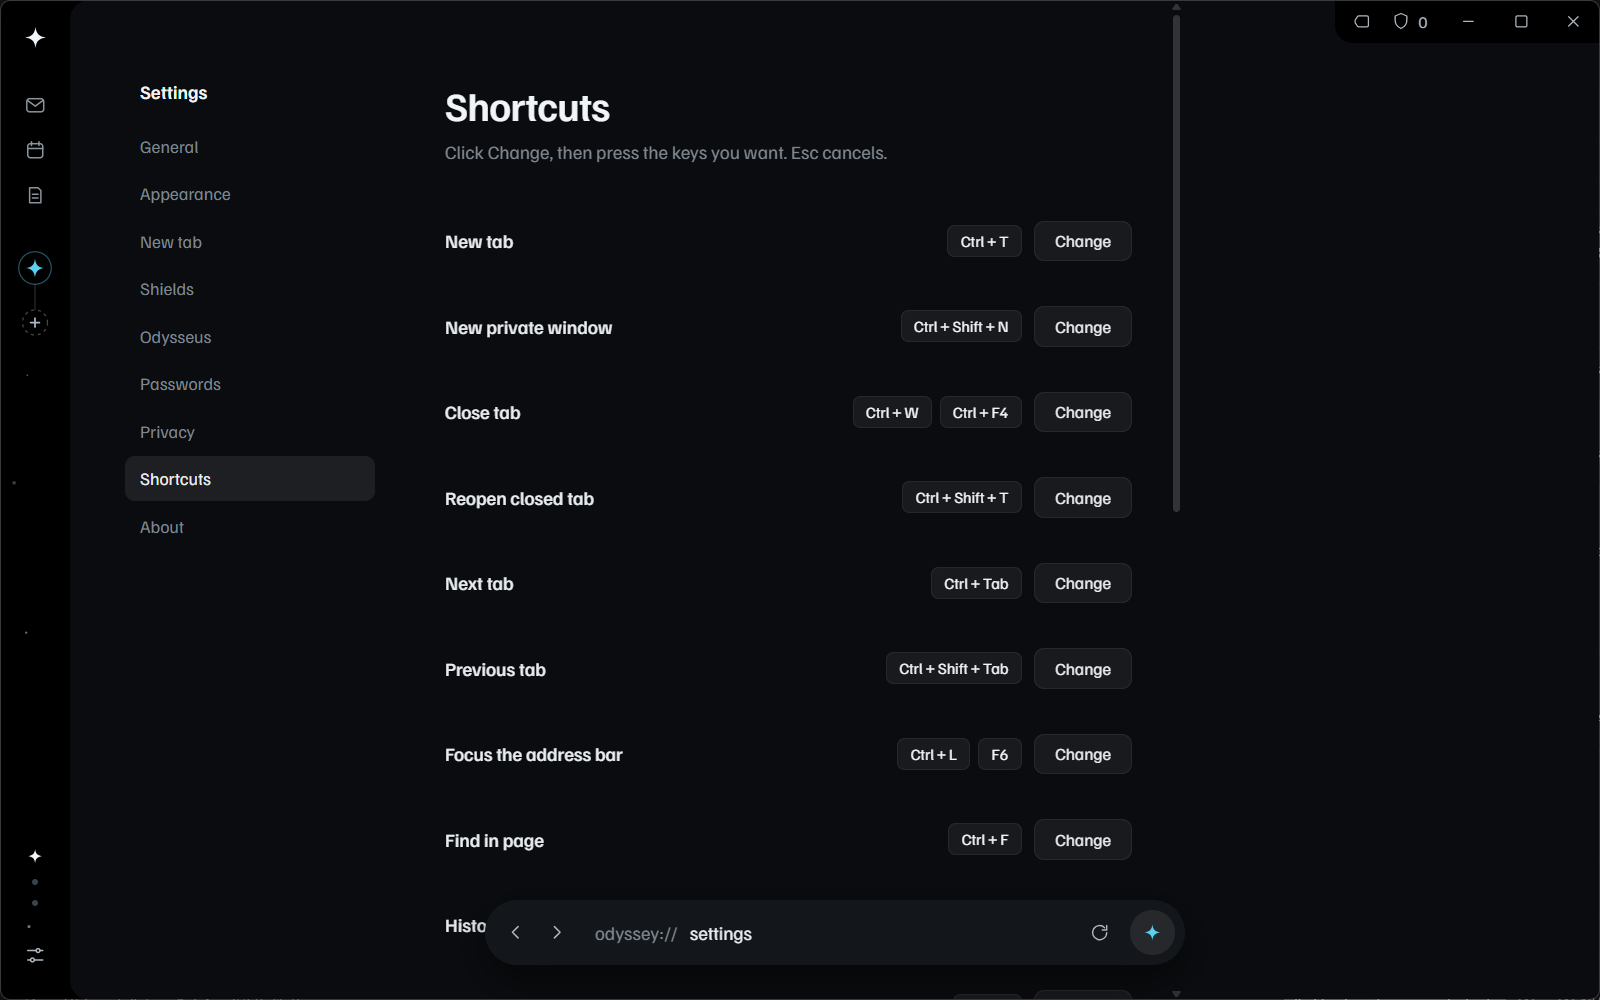 0
Settings
General
Appearance
New tab
Shields
Odysseus
Passwords
Privacy
Shortcuts
About
Shortcuts
Click Change, then press the keys you want. Esc cancels.
New tab Ctrl + T Change
New private window Ctrl + Shift + N Change
Close tab Ctrl + W Ctrl + F4 Change
Reopen closed tab Ctrl + Shift + T Change
Next tab Ctrl + Tab Change
Previous tab Ctrl + Shift + Tab Change
Focus the address bar Ctrl + L F6 Change
Find in page Ctrl + F Change
Histo
odyssey:// settings